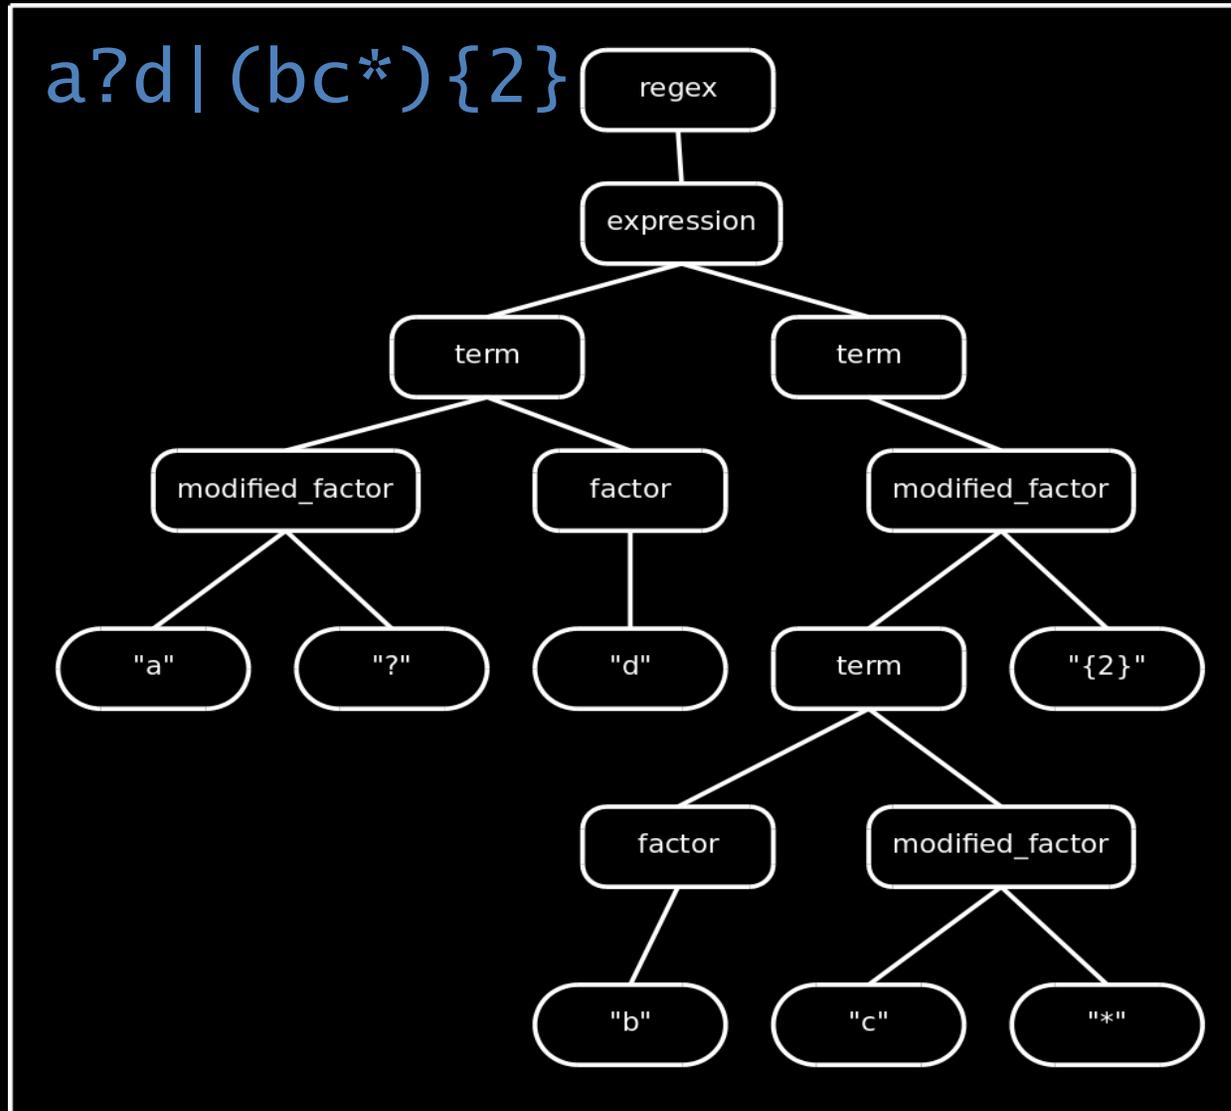 a?d|(bc*){2}
regex
expression
term term
modified_factor factor modified_factor
"a" "?" "d" term "{2}"
factor modified_factor
"b" "c" "*"